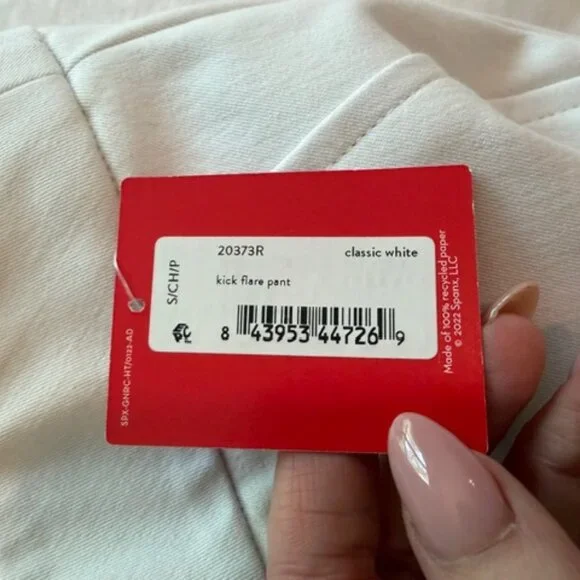 20373R classic white
kick flare pant
S/CH/P
8 43953 44726 9
SPX-GNRC-HT/0122-AD
Made of 100% recycled paper
© 2022 Spanx, LLC